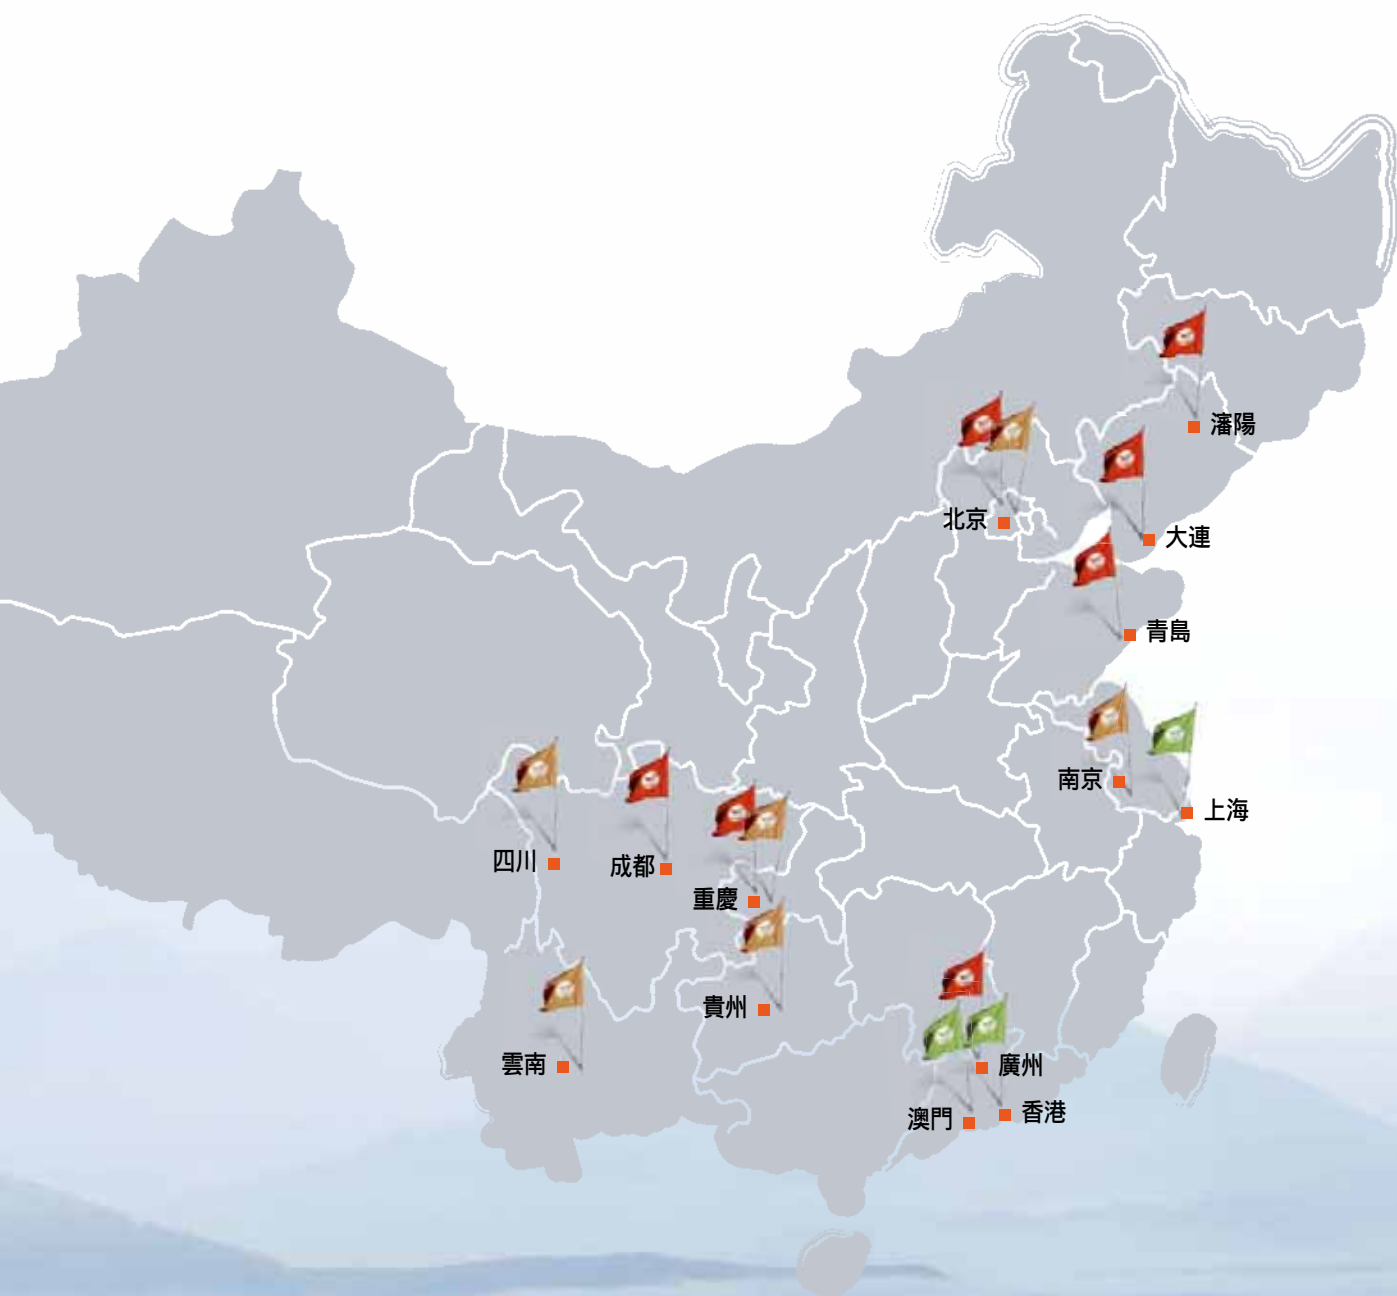 瀋陽
北京
大連
青島
南京
上海
四川
成都
重慶
貴州
雲南
廣州
香港
澳門